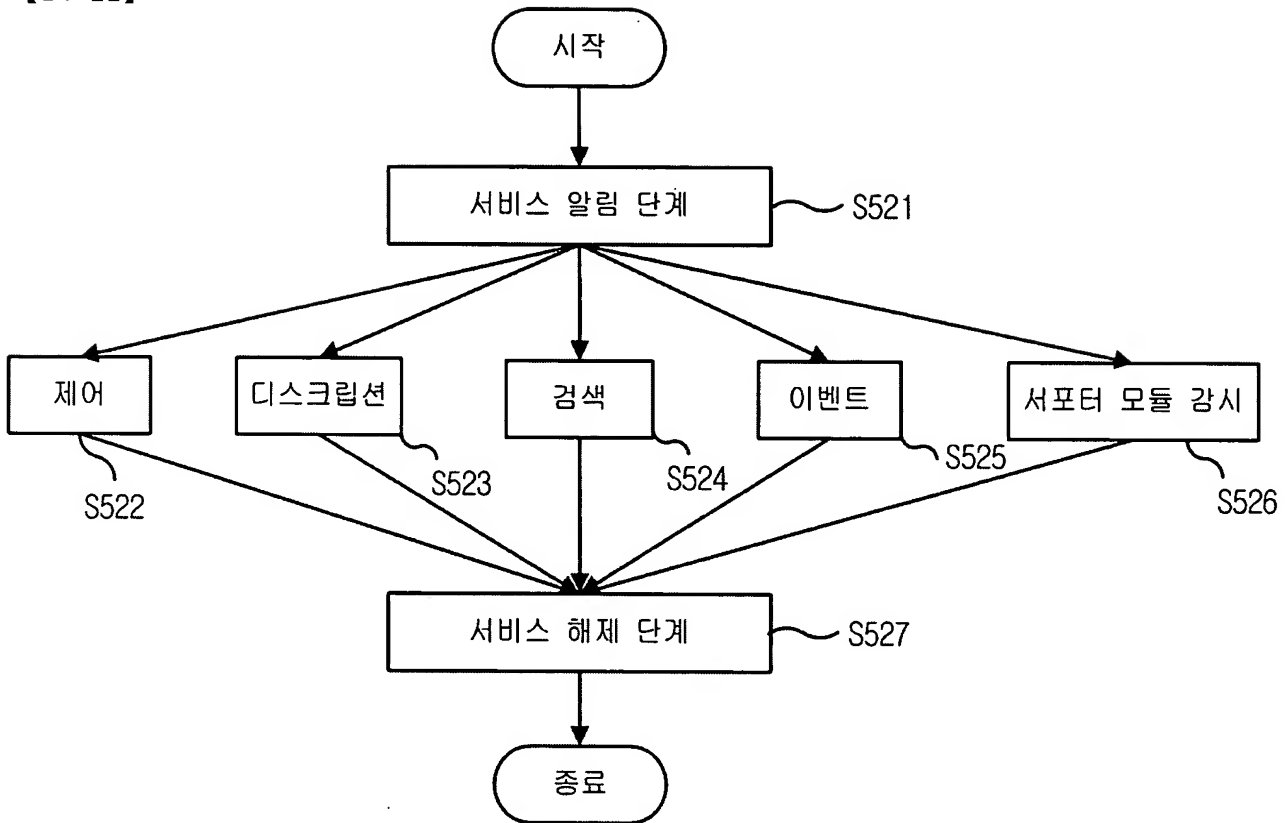 시작
서비스 알림 단계
S521
제어
디스크립션
검색
이벤트
서포터 모듈 감시
S522
S523
S524
S525
S526
서비스 해제 단계
S527
종료